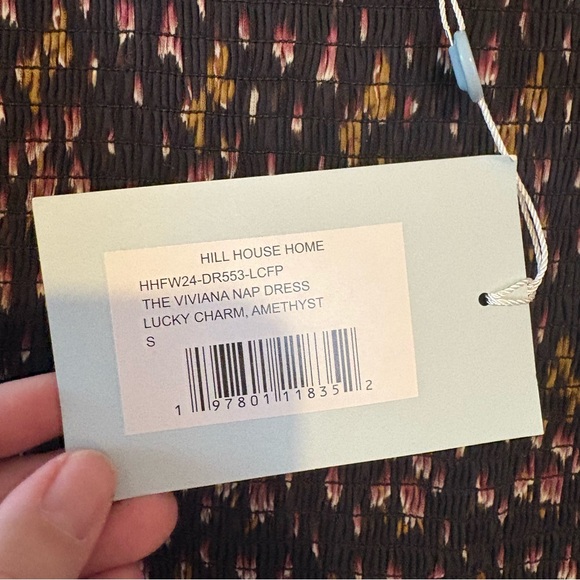 HILL HOUSE HOME
HHFW24-DR553-LCFP
THE VIVIANA NAP DRESS
LUCKY CHARM, AMETHYST
S
1 97801 11835 2